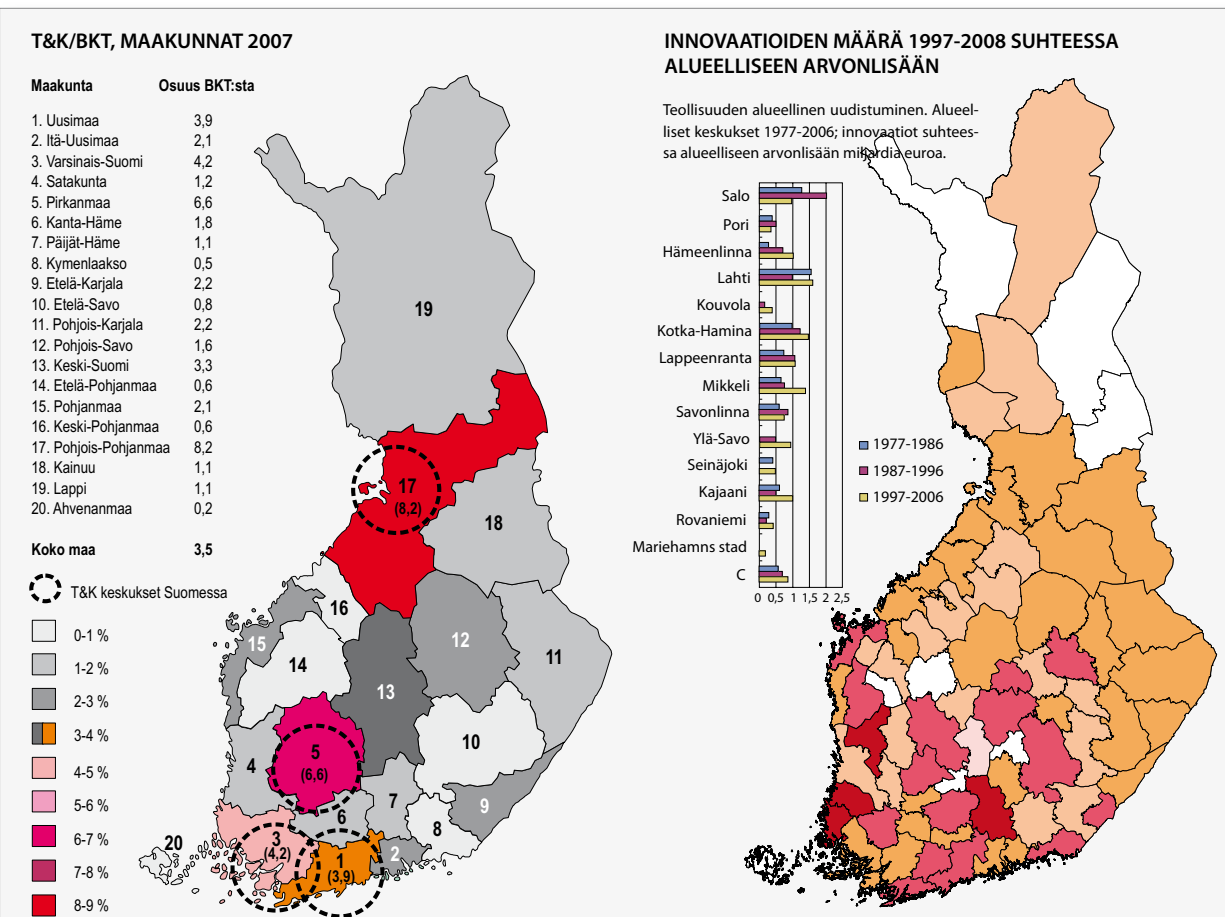 T&K/BKT, MAAKUNNAT 2007
Maakunta Osuus BKT:sta
1. Uusimaa 3,9
2. Itä-Uusimaa 2,1
3. Varsinais-Suomi 4,2
4. Satakunta 1,2
5. Pirkanmaa 6,6
6. Kanta-Häme 1,8
7. Päijät-Häme 1,1
8. Kymenlaakso 0,5
9. Etelä-Karjala 2,2
10. Etelä-Savo 0,8
11. Pohjois-Karjala 2,2
12. Pohjois-Savo 1,6
13. Keski-Suomi 3,3
14. Etelä-Pohjanmaa 0,6
15. Pohjanmaa 2,1
16. Keski-Pohjanmaa 0,6
17. Pohjois-Pohjanmaa 8,2
18. Kainuu 1,1
19. Lappi 1,1
20. Ahvenanmaa 0,2
Koko maa 3,5
T&K keskukset Suomessa
0-1 %
1-2 %
2-3 %
3-4 %
4-5 %
5-6 %
6-7 %
7-8 %
8-9 %
19
17
(8,2)
18
16
15
12
14
11
13
10
5
(6,6)
4
7
9
6
8
3
(4,2)
20
1
(3,9)
2
INNOVAATIOIDEN MÄÄRÄ 1997-2008 SUHTEESSA
ALUEELLISEEN ARVONLISÄÄN
Teollisuuden alueellinen uudistuminen. Alueel-
liset keskukset 1977-2006; innovaatiot suhtees-
sa alueelliseen arvonlisään miljardia euroa.
Salo
Pori
Hämeenlinna
Lahti
Kouvola
Kotka-Hamina
Lappeenranta
Mikkeli
Savonlinna
Ylä-Savo
Seinäjoki
Kajaani
Rovaniemi
Mariehamns stad
C
0 0,5 1 1,5 2 2,5
1977-1986
1987-1996
1997-2006